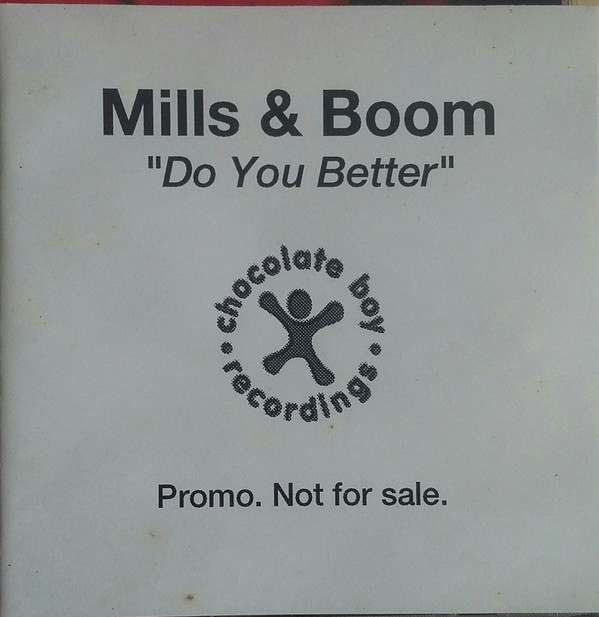 Mills & Boom
"Do You Better"
chocolate boy
• recordings •
Promo. Not for sale.